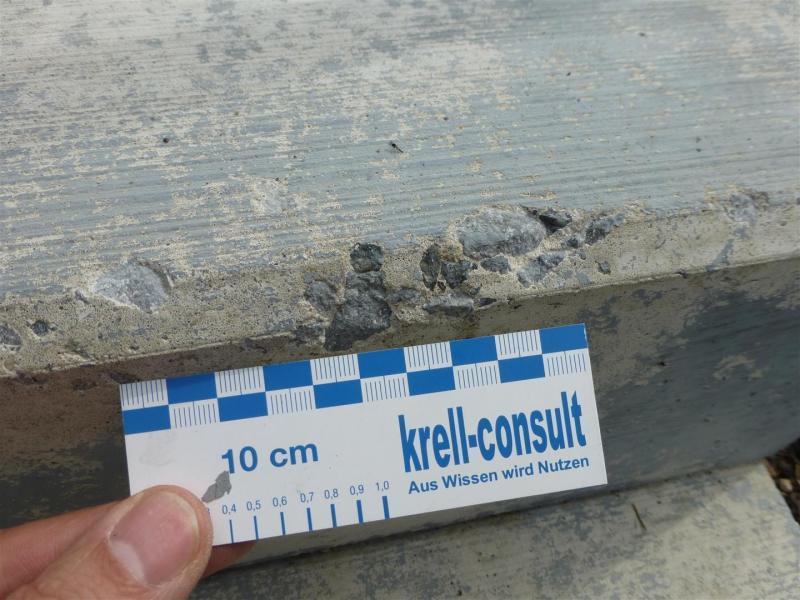 10 cm
krell-consult
Aus Wissen wird Nutzen
0,4 0,5 0,6 0,7 0,8 0,9 1,0